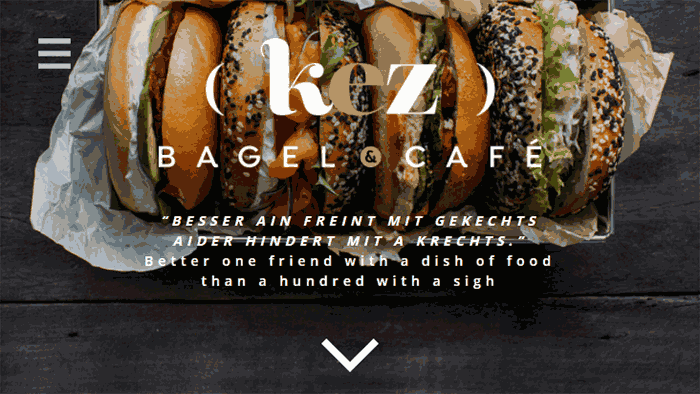 (kez)
BAGEL & CAFÉ
“BESSER AIN FREINT MIT GEKECHTS
AIDER HINDERT MIT A KRECHTS.”
Better one friend with a dish of food
than a hundred with a sigh